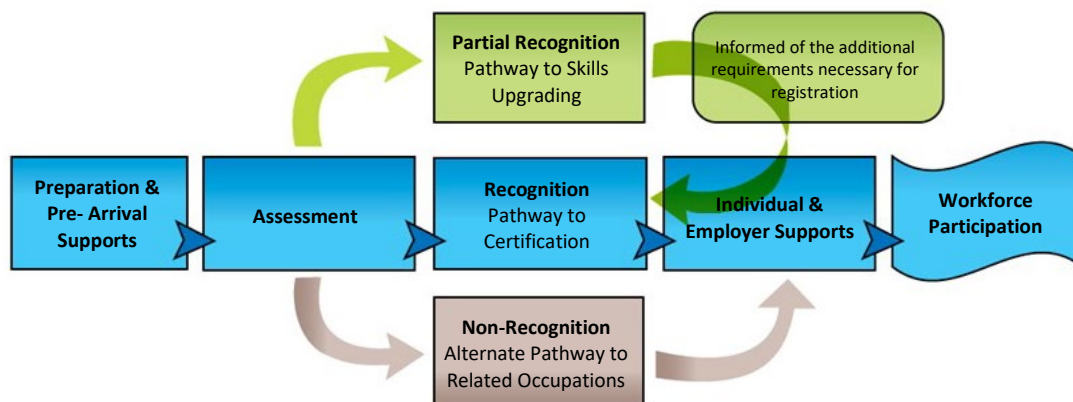 Partial Recognition
Pathway to Skills
Upgrading
Informed of the additional
requirements necessary for
registration
Preparation &
Pre- Arrival
Supports
Assessment
Recognition
Pathway to
Certification
Individual &
Employer Supports
Workforce
Participation
Non-Recognition
Alternate Pathway to
Related Occupations